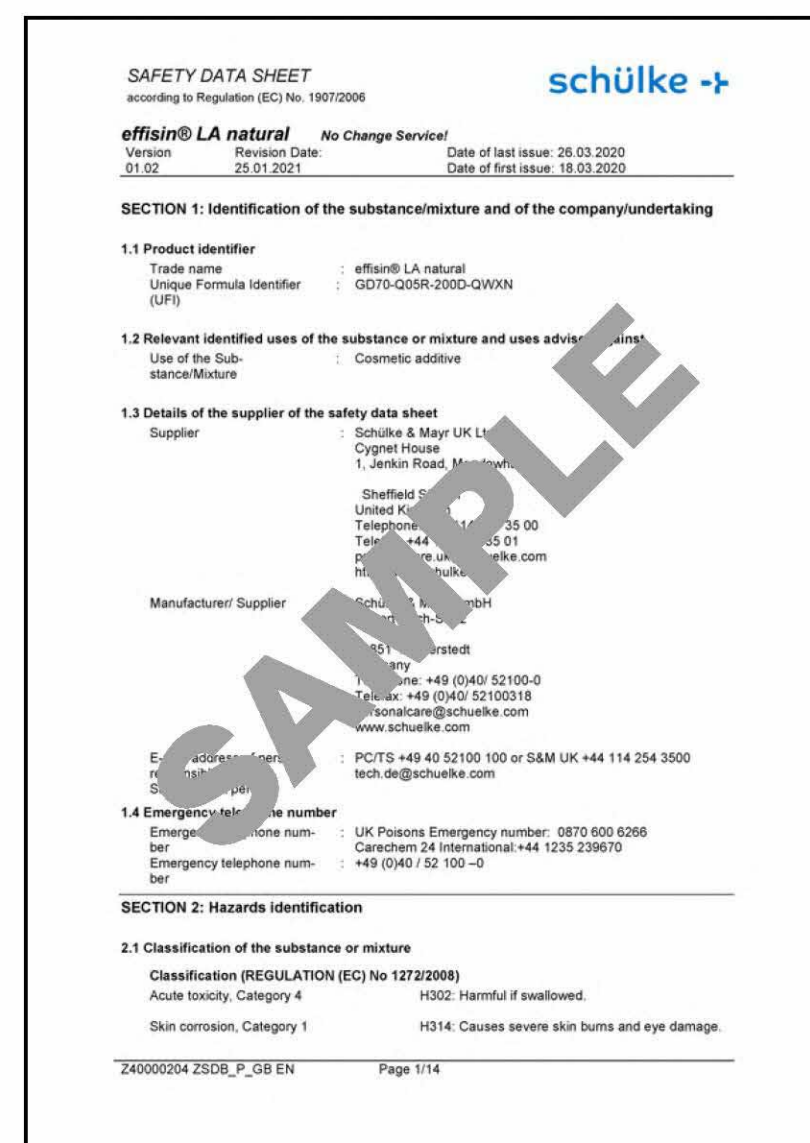 SAFETY DATA SHEET
according to Regulation (EC) No. 1907/2006
schülke -+
effisin® LA natural No Change Service!
Version Revision Date: Date of last issue: 26.03.2020
01.02 25.01.2021 Date of first issue: 18.03.2020
SECTION 1: Identification of the substance/mixture and of the company/undertaking
1.1 Product identifier
Trade name : effisin® LA natural
Unique Formula Identifier : GD70-Q05R-200D-QWXN
(UFI)
1.2 Relevant identified uses of the substance or mixture and uses
Use of the Sub- : Cosmetic additive
stance/Mixture
1.3 Details of the supplier of the safety data sheet
Supplier : Schülke & Mayr UK
Cygnet House
1, Jenkin Road,
Sheffield
United
Telephone 35 00
+44 35 01
Manufacturer/ Supplier
+49 (0)40/ 52100-0
Telefax: +49 (0)40/ 52100318
www.schuelke.com
: PC/TS +49 40 52100 100 or S&M UK +44 114 254 3500
tech.de@schuelke.com
1.4 Emergency number
num- : UK Poisons Emergency number: 0870 600 6266
ber Carechem 24 International:+44 1235 239670
Emergency telephone num- : +49 (0)40 / 52 100 –0
ber
SAMPLE
SECTION 2: Hazards identification
2.1 Classification of the substance or mixture
Classification (REGULATION (EC) No 1272/2008)
Acute toxicity, Category 4 H302: Harmful if swallowed.
Skin corrosion, Category 1 H314: Causes severe skin burns and eye damage.
Z40000204 ZSDB_P_GB EN Page 1/14